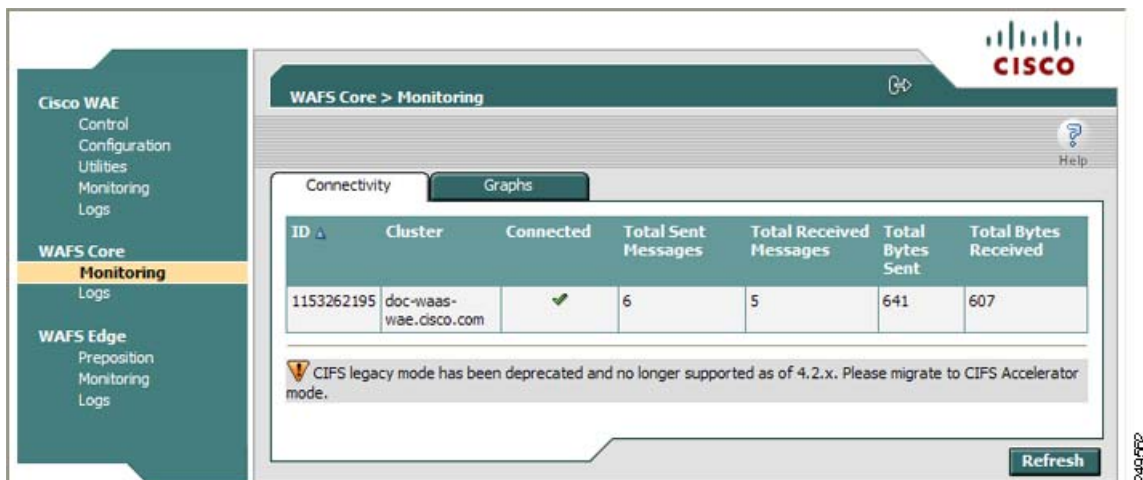 CISCO
WAFS Core > Monitoring
Help
Cisco WAE
Control
Configuration
Utilities
Monitoring
Logs
WAFS Core
Monitoring
Logs
WAFS Edge
Preposition
Monitoring
Logs
Connectivity
Graphs
ID Cluster Connected Total Sent Messages Total Received Messages Total Bytes Sent Total Bytes Received
1153262195 doc-waas-wae.cisco.com 6 5 641 607
CIFS legacy mode has been deprecated and no longer supported as of 4.2.x. Please migrate to CIFS Accelerator
mode.
Refresh